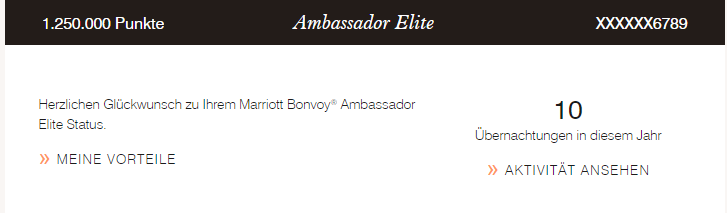 1.250.000 Punkte
Ambassador Elite
XXXXXX6789
Herzlichen Glückwunsch zu Ihrem Marriott Bonvoy® Ambassador
Elite Status.
» MEINE VORTEILE
10
Übernachtungen in diesem Jahr
» AKTIVITÄT ANSEHEN